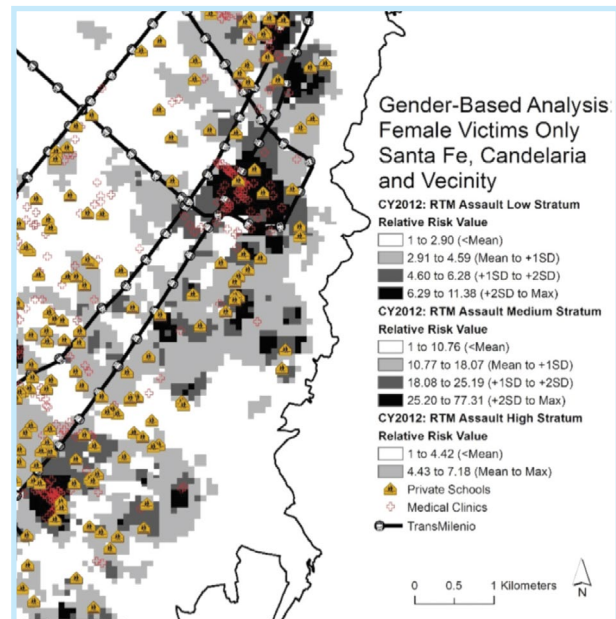 Gender-Based Analysis:
Female Victims Only
Santa Fe, Candelaria
and Vecinity
CY2012: RTM Assault Low Stratum
Relative Risk Value
1 to 2.90 (<Mean)
2.91 to 4.59 (Mean to +1SD)
4.60 to 6.28 (+1SD to +2SD)
6.29 to 11.38 (+2SD to Max)
CY2012: RTM Assault Medium Stratum
Relative Risk Value
1 to 10.76 (<Mean)
10.77 to 18.07 (Mean to +1SD)
18.08 to 25.19 (+1SD to +2SD)
25.20 to 77.31 (+2SD to Max)
CY2012: RTM Assault High Stratum
Relative Risk Value
1 to 4.42 (<Mean)
4.43 to 7.18 (Mean to Max)
Private Schools
Medical Clinics
TransMilenio
0 0.5 1 Kilometers
N